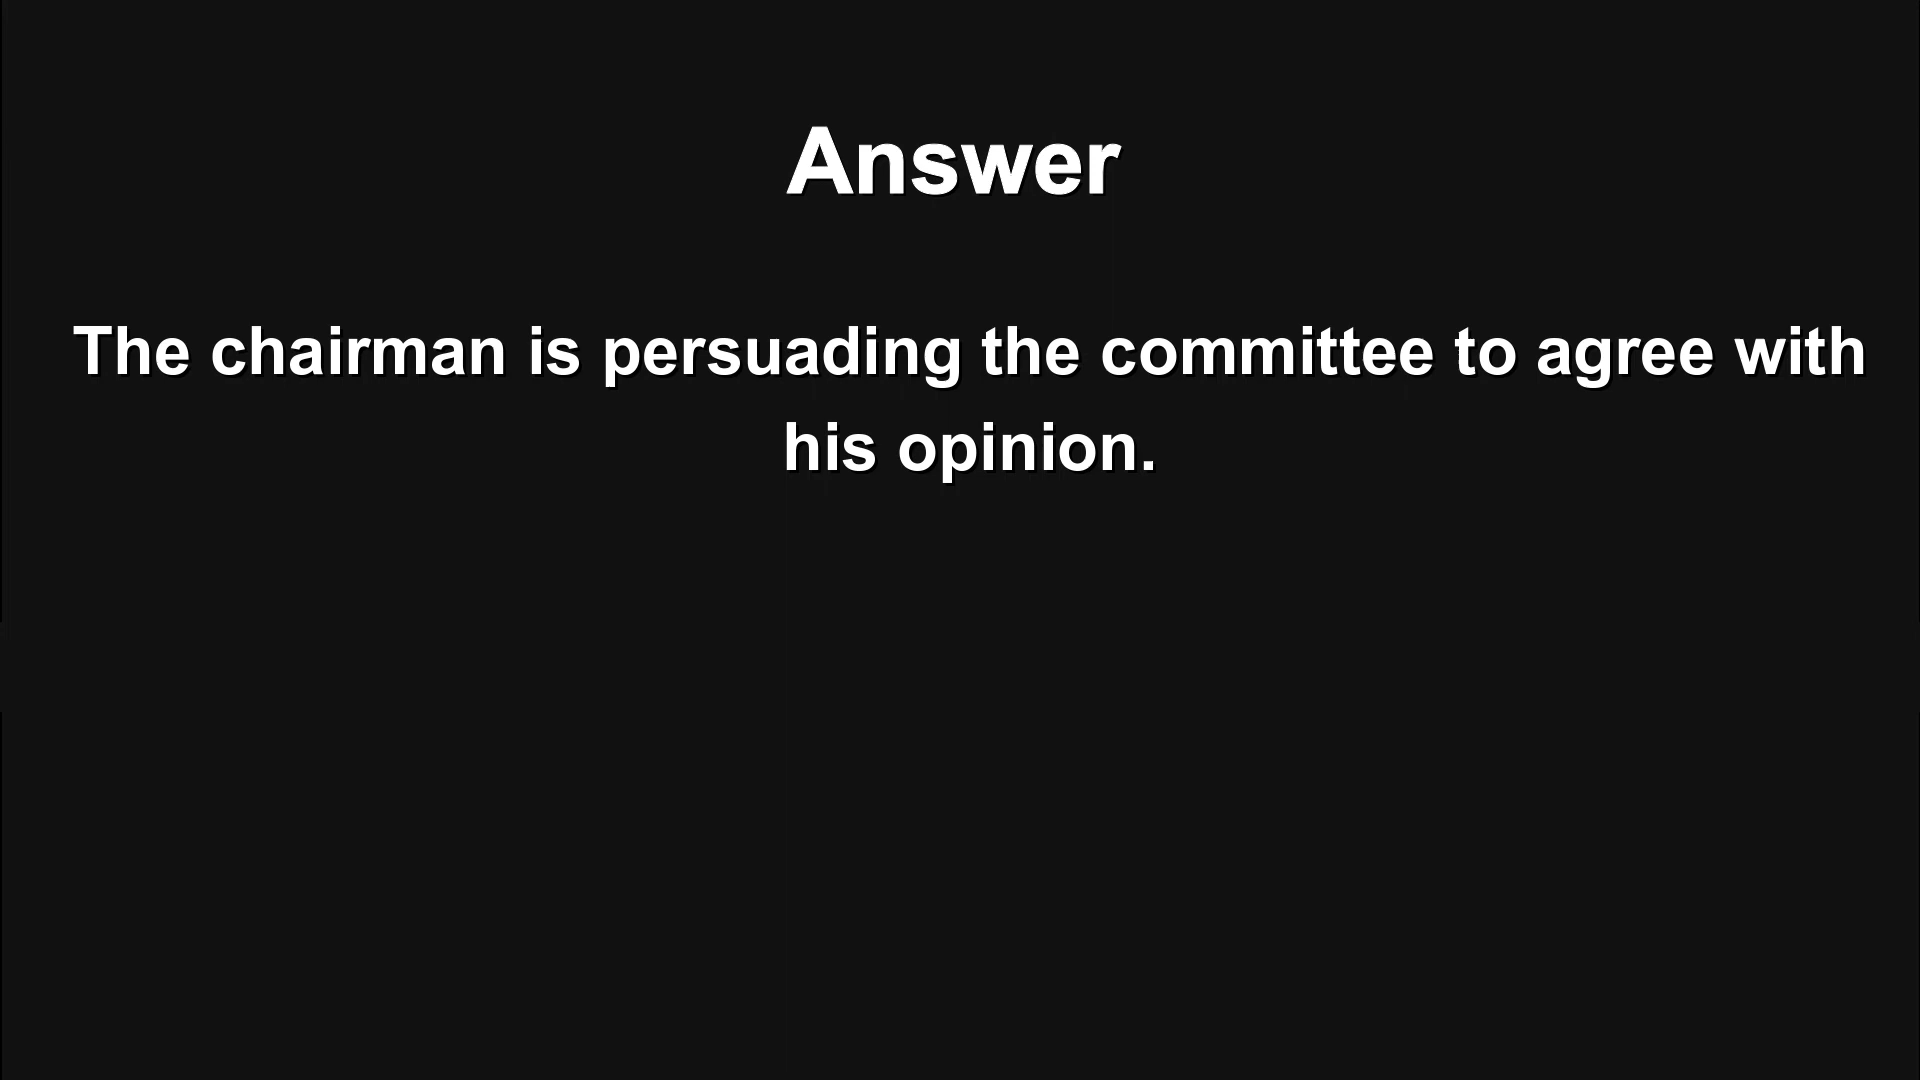 Answer
The chairman is persuading the committee to agree with
his opinion.